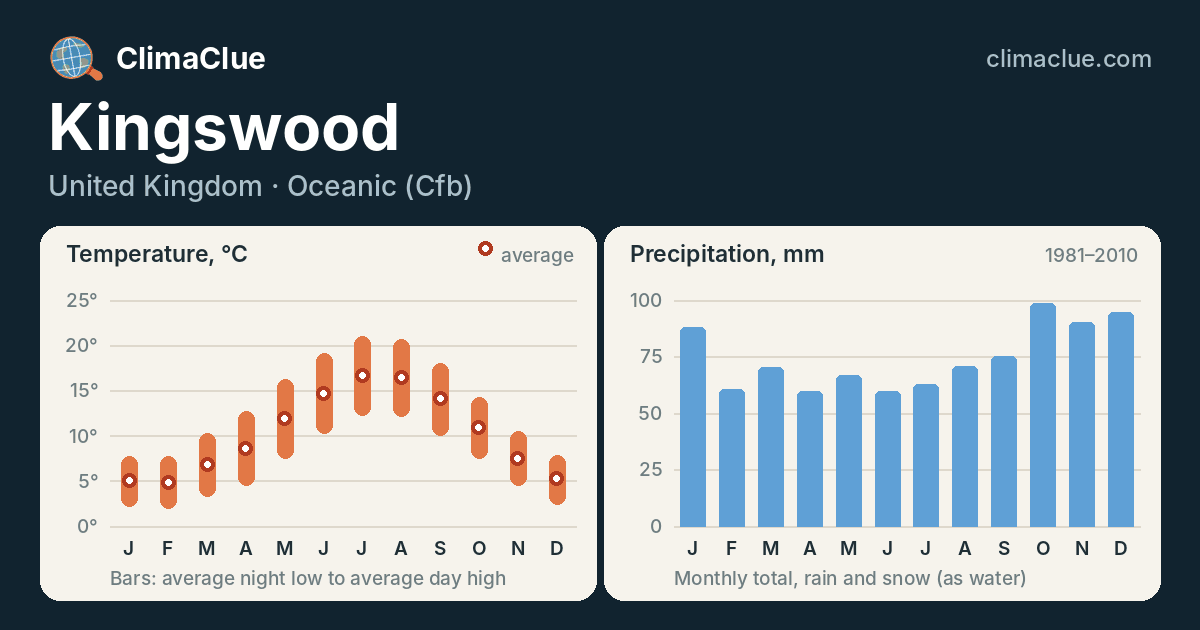 ClimaClue
climaclue.com
Kingswood
United Kingdom · Oceanic (Cfb)
Temperature, °C
average
25°
20°
15°
10°
5°
0°
J F M A M J J A S O N D
Bars: average night low to average day high
Precipitation, mm
1981–2010
100
75
50
25
0
J F M A M J J A S O N D
Monthly total, rain and snow (as water)